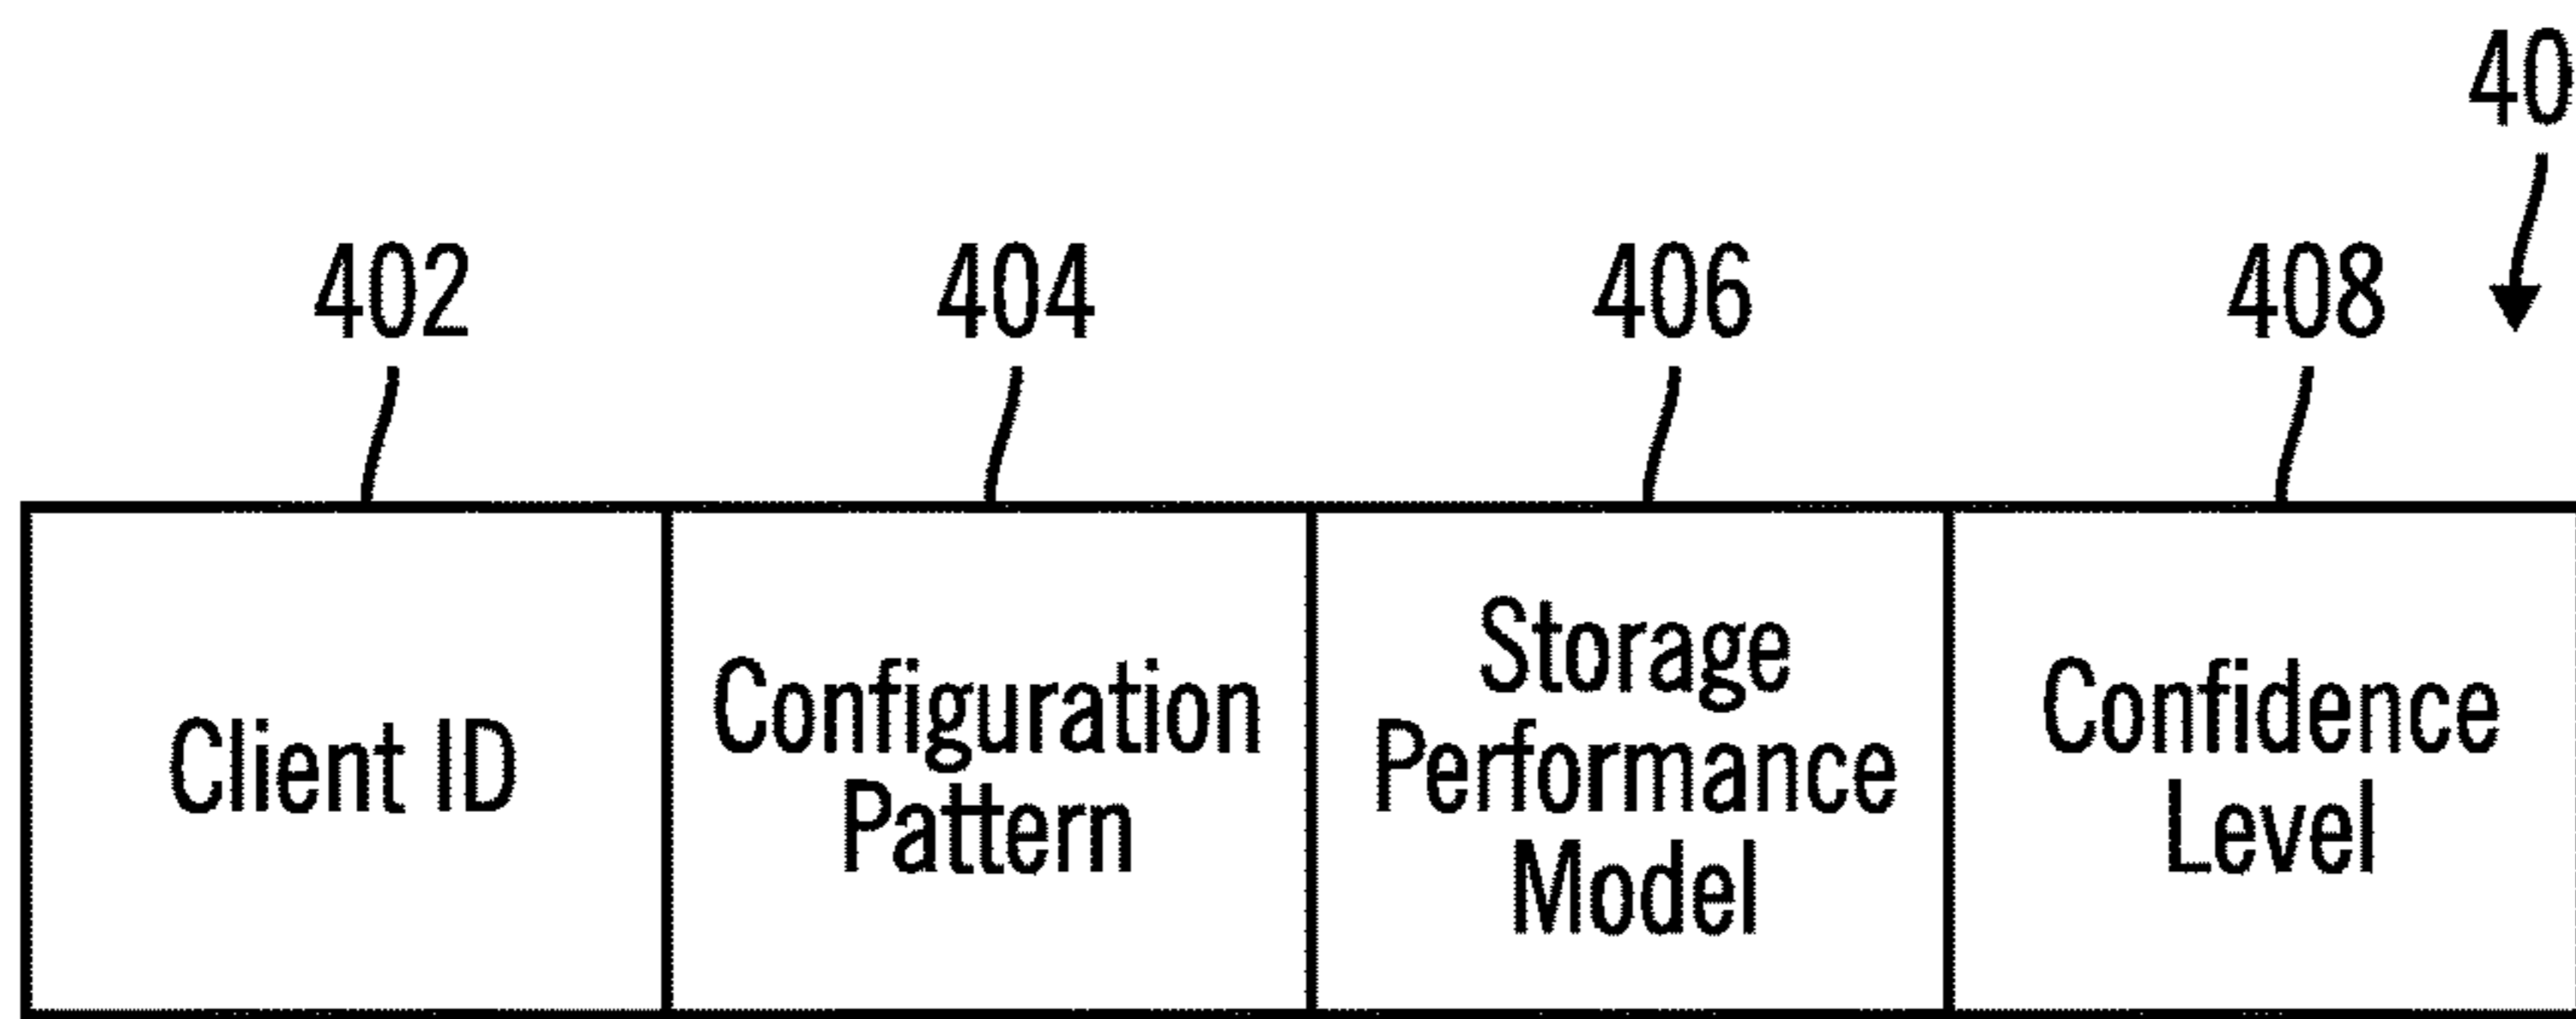 40
402 404 406 408
Client ID
Configuration
Pattern
Storage
Performance
Model
Confidence
Level